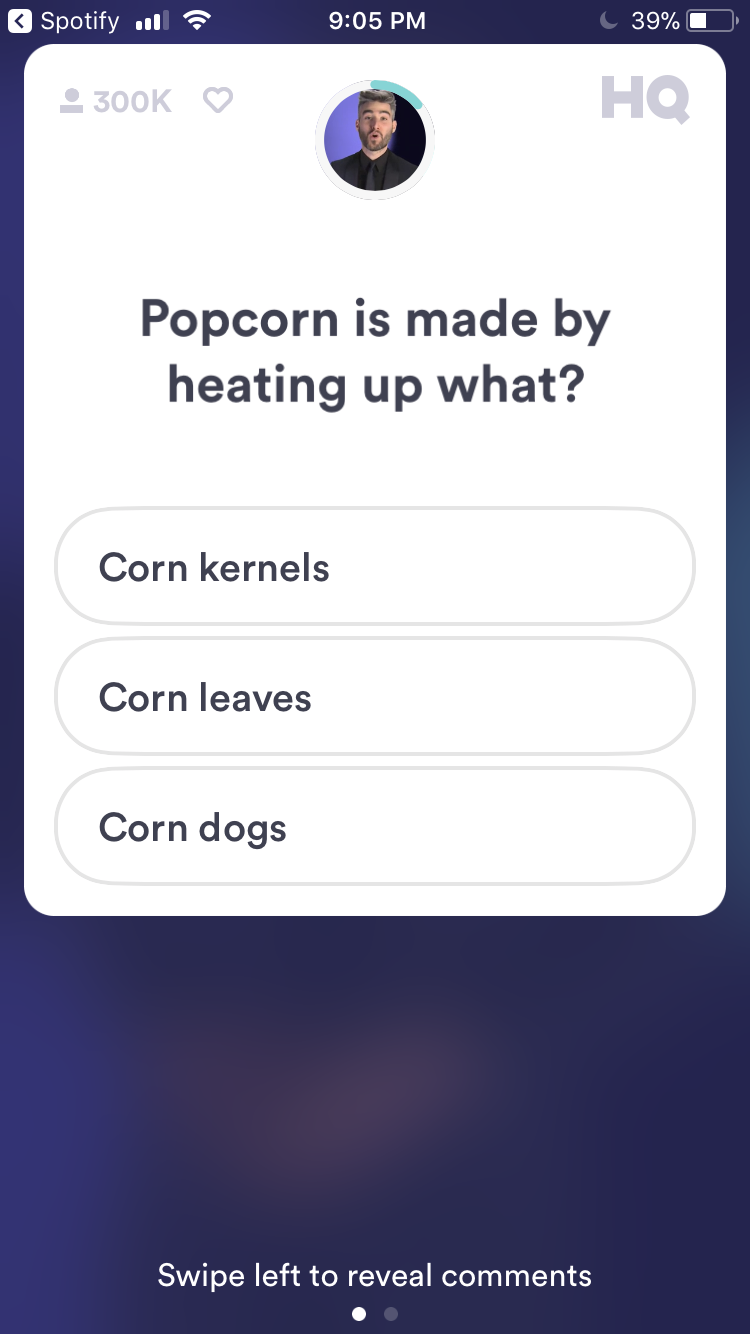 Spotify
9:05 PM
39%
300K
HQ
Popcorn is made by
heating up what?
Corn kernels
Corn leaves
Corn dogs
Swipe left to reveal comments